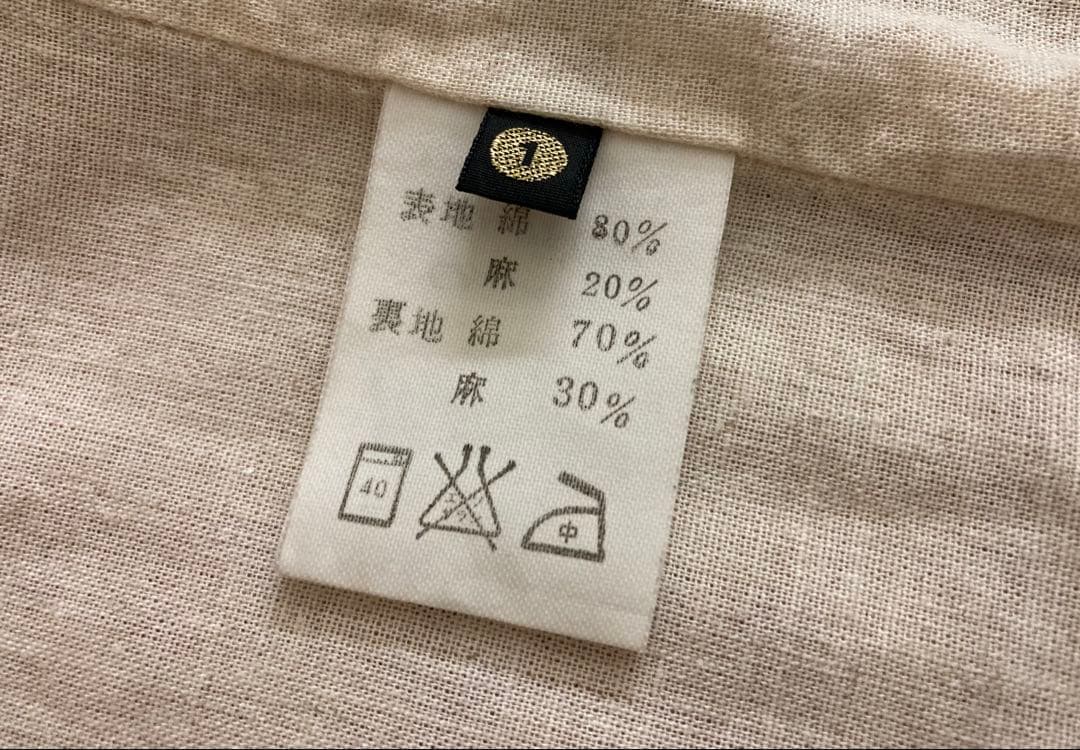 1
表地 綿 80%
麻 20%
裏地 綿 70%
麻 30%
40
中